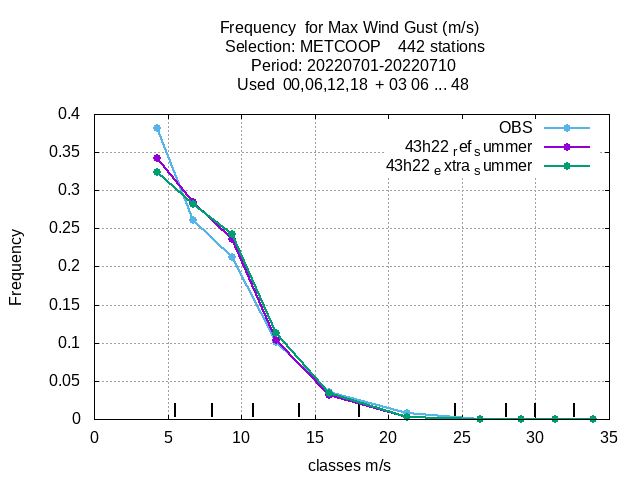 Frequency for Max Wind Gust (m/s)
Selection: METCOOP 442 stations
Period: 20220701-20220710
Used 00,06,12,18 + 03 06 ... 48
OBS
43h22 ref summer
43h22 extra summer
0.4
0.35
0.3
0.25
0.2
0.15
0.1
0.05
0
Frequency
0 5 10 15 20 25 30 35
classes m/s